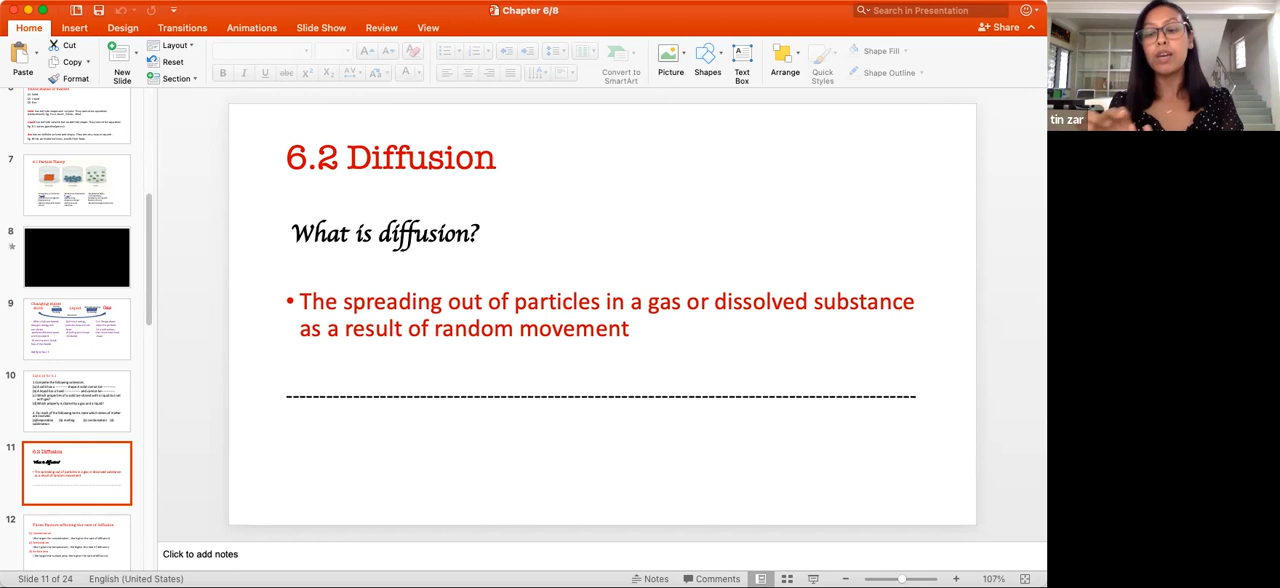 Chapter 6/8
Search in Presentation
Home Insert Design Transitions Animations Slide Show Review View
Share
Paste
Cut
Copy
Format
New
Slide
Layout
Reset
Section
Convert to
SmartArt
Picture
Shapes
Text
Box
Arrange
Quick
Styles
Shape Fill
Shape Outline
tin zar
7
8
9
10
11
12
6.2 Diffusion
What is diffusion?
• The spreading out of particles in a gas or dissolved substance
as a result of random movement
Click to add notes
Slide 11 of 24
English (United States)
Notes
Comments
107%